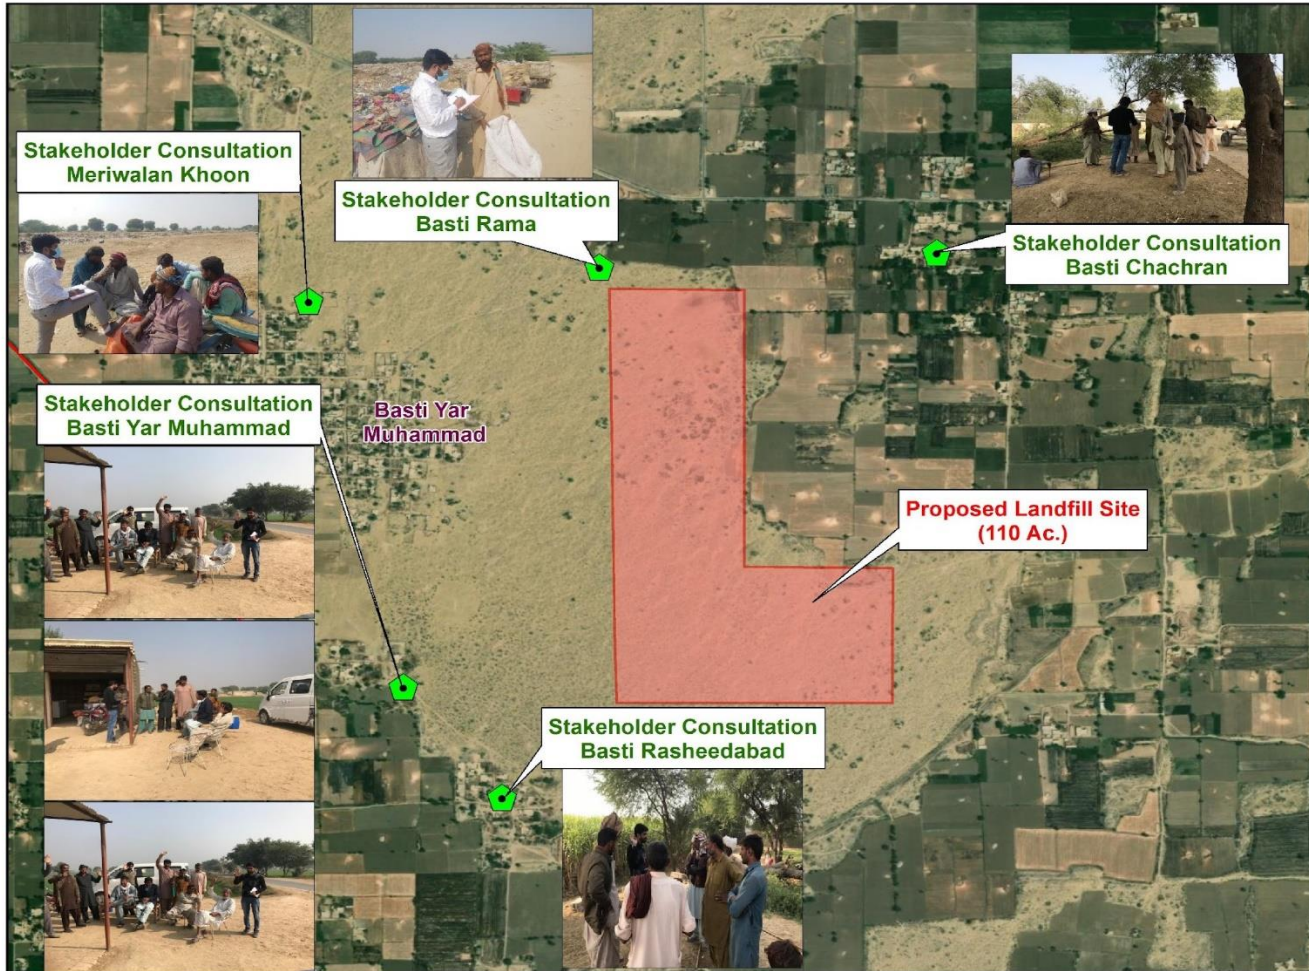 Stakeholder Consultation
Meriwalan Khoon
Stakeholder Consultation
Basti Rama
Stakeholder Consultation
Basti Chachran
Stakeholder Consultation
Basti Yar Muhammad
Basti Yar
Muhammad
Proposed Landfill Site
(110 Ac.)
Stakeholder Consultation
Basti Rasheedabad